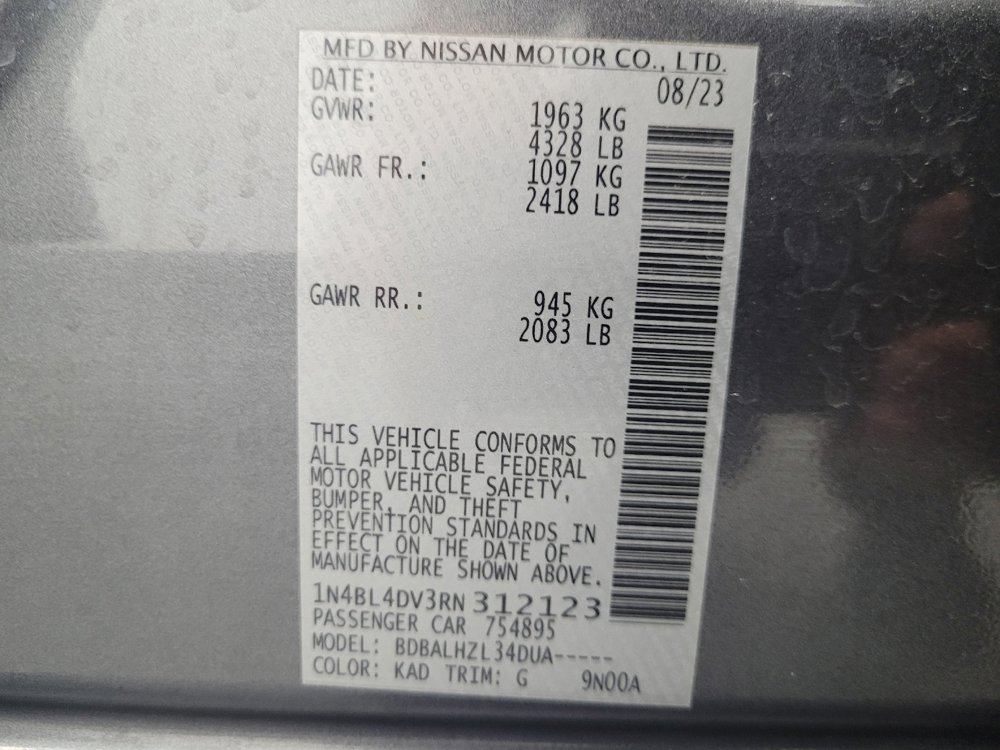 MFD BY NISSAN MOTOR CO., LTD.
DATE: 08/23
GVWR: 1963 KG
4328 LB
GAWR FR.: 1097 KG
2418 LB
GAWR RR.: 945 KG
2083 LB
THIS VEHICLE CONFORMS TO
ALL APPLICABLE FEDERAL
MOTOR VEHICLE SAFETY,
BUMPER, AND THEFT
PREVENTION STANDARDS IN
EFFECT ON THE DATE OF
MANUFACTURE SHOWN ABOVE.
1N4BL4DV3RN312123
PASSENGER CAR 754895
MODEL: BDBALHZL34DUA-----
COLOR: KAD TRIM: G 9N00A